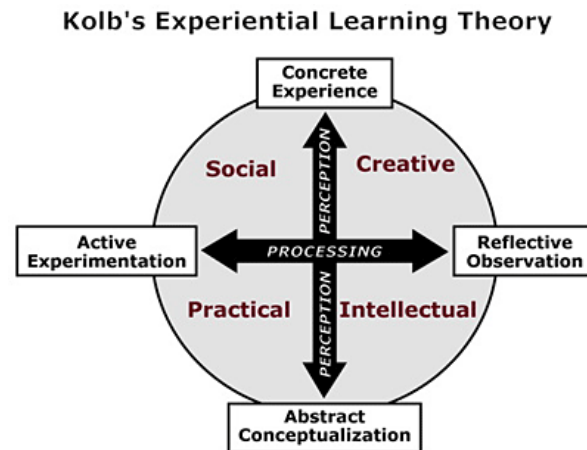 Kolb's Experiential Learning Theory
Concrete
Experience
Social
Creative
PERCEPTION
Active
Experimentation
PROCESSING
Reflective
Observation
Practical
Intellectual
PERCEPTION
Abstract
Conceptualization